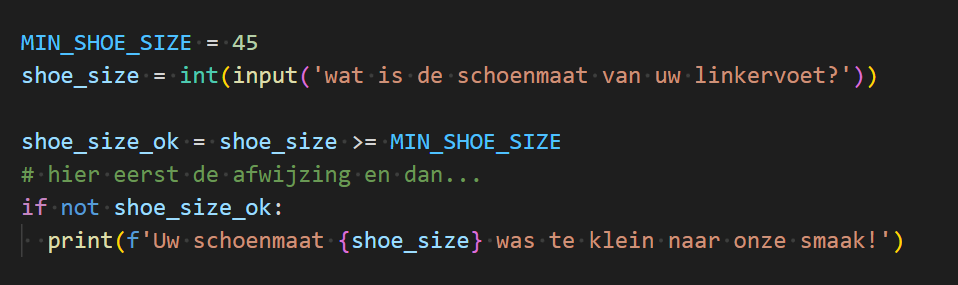 MIN_SHOE_SIZE = 45
shoe_size = int(input('wat is de schoenmaat van uw linkervoet?'))
shoe_size_ok = shoe_size >= MIN_SHOE_SIZE
# hier eerst de afwijzing en dan...
if not shoe_size_ok:
  print(f'Uw schoenmaat {shoe_size} was te klein naar onze smaak!')